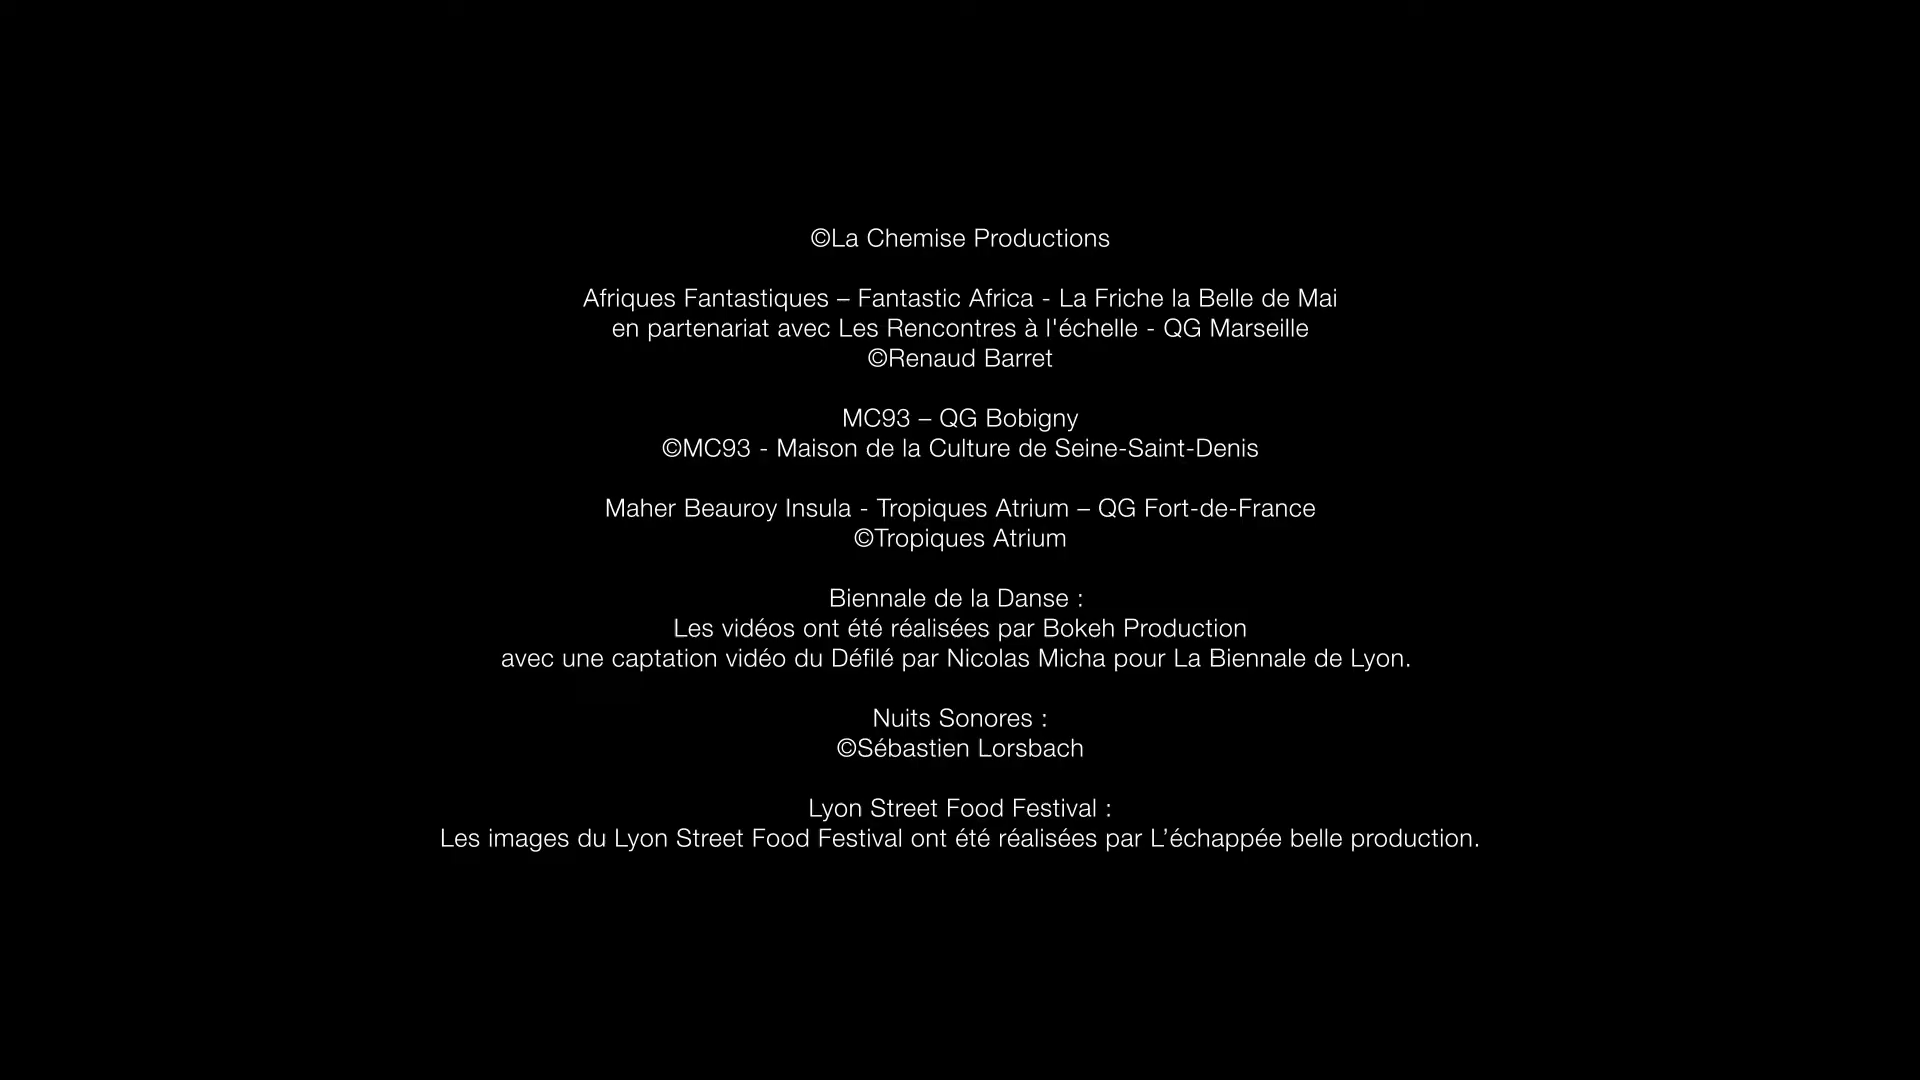 ©La Chemise Productions
Afriques Fantastiques – Fantastic Africa - La Friche la Belle de Mai
en partenariat avec Les Rencontres à l'échelle - QG Marseille
©Renaud Barret
MC93 – QG Bobigny
©MC93 - Maison de la Culture de Seine-Saint-Denis
Maher Beauroy Insula - Tropiques Atrium – QG Fort-de-France
©Tropiques Atrium
Biennale de la Danse :
Les vidéos ont été réalisées par Bokeh Production
avec une captation vidéo du Défilé par Nicolas Micha pour La Biennale de Lyon.
Nuits Sonores :
©Sébastien Lorsbach
Lyon Street Food Festival :
Les images du Lyon Street Food Festival ont été réalisées par L’échappée belle production.